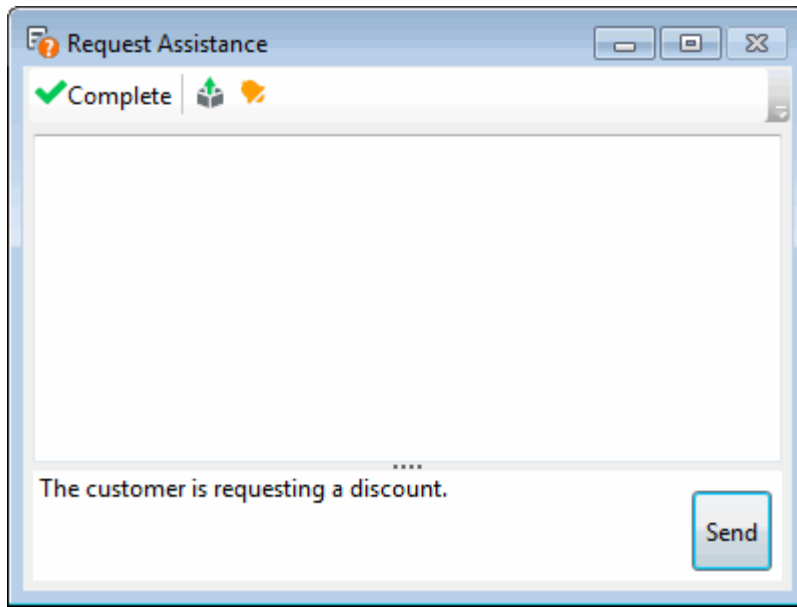 Request Assistance
Complete
The customer is requesting a discount.
Send